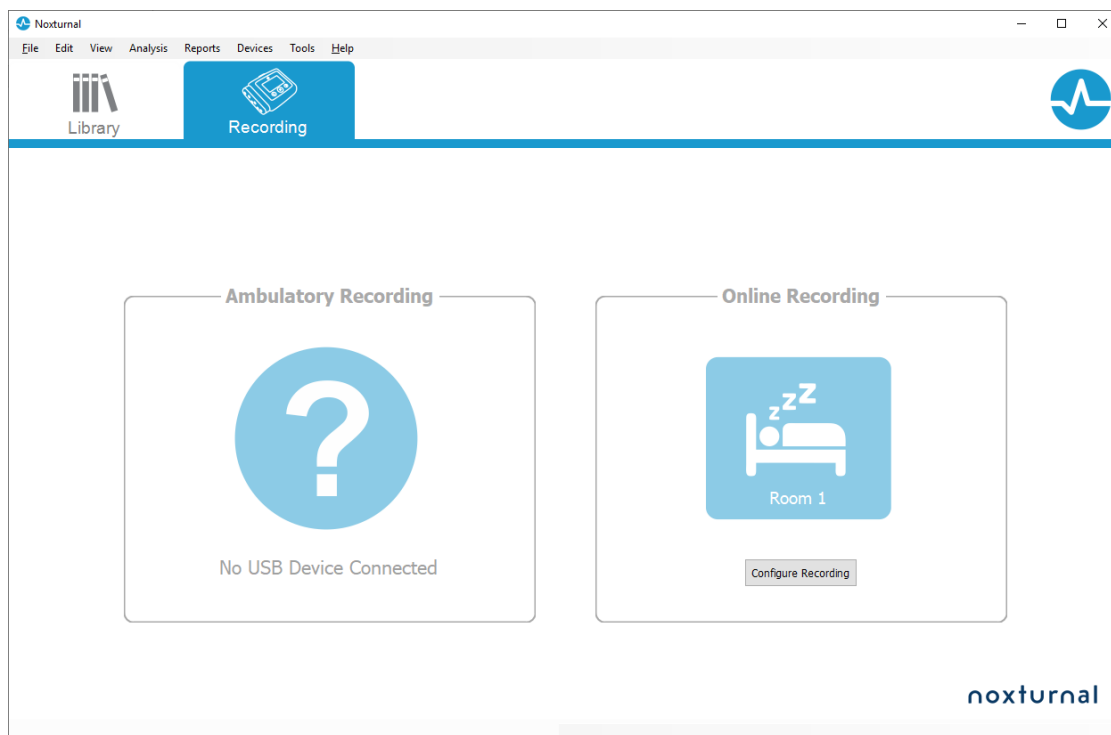 Noxturnal
File Edit View Analysis Reports Devices Tools Help
Library
Recording
Ambulatory Recording
?
No USB Device Connected
Online Recording
zzZ
Room 1
Configure Recording
noxturnal